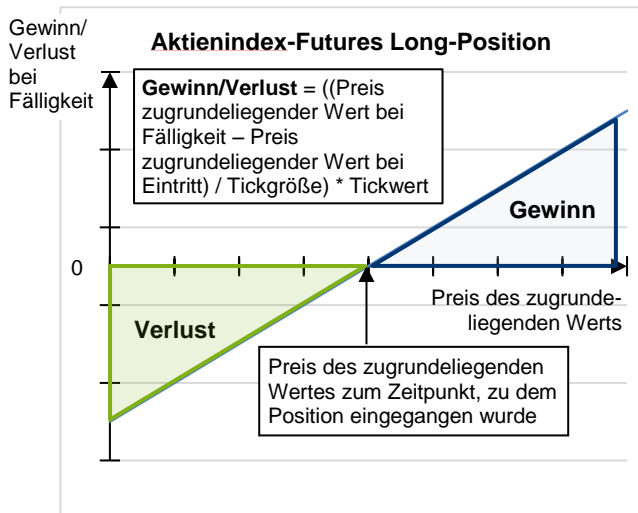 Gewinn/
Verlust
bei
Fälligkeit
Aktienindex-Futures Long-Position
Gewinn/Verlust = ((Preis
zugrundeliegender Wert bei
Fälligkeit – Preis
zugrundeliegender Wert bei
Eintritt) / Tickgröße) * Tickwert
Gewinn
0
Preis des zugrunde-
liegenden Werts
Verlust
Preis des zugrundeliegenden
Wertes zum Zeitpunkt, zu dem
Position eingegangen wurde